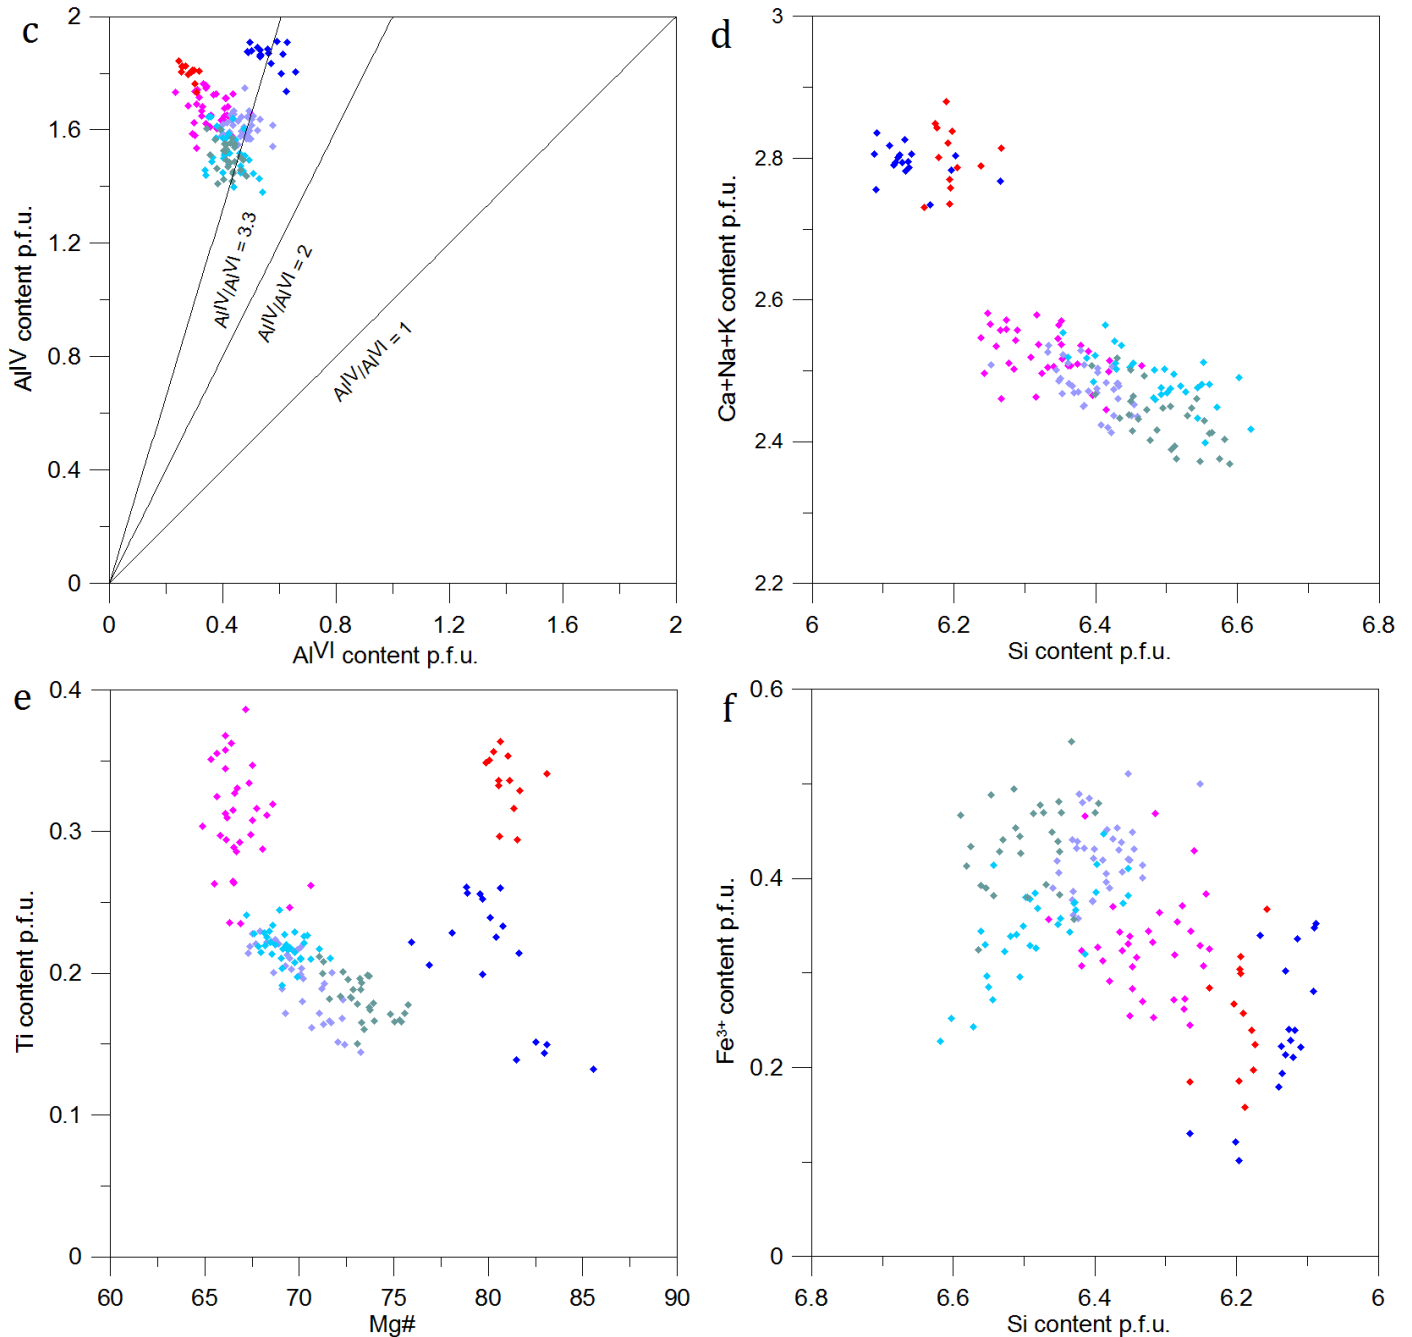 c
2
1.6
1.2
0.8
0.4
0
0
0.4
0.8
1.2
1.6
2
Al^IV content p.f.u.
Al^VI content p.f.u.
Al^IV/Al^VI = 3.3
Al^IV/Al^VI = 2
Al^IV/Al^VI = 1
d
3
2.8
2.6
2.4
2.2
6
6.2
6.4
6.6
6.8
Ca+Na+K content p.f.u.
Si content p.f.u.
e
0.4
0.3
0.2
0.1
0
60
65
70
75
80
85
90
Ti content p.f.u.
Mg#
f
0.6
0.4
0.2
0
6.8
6.6
6.4
6.2
6
Fe³⁺ content p.f.u.
Si content p.f.u.